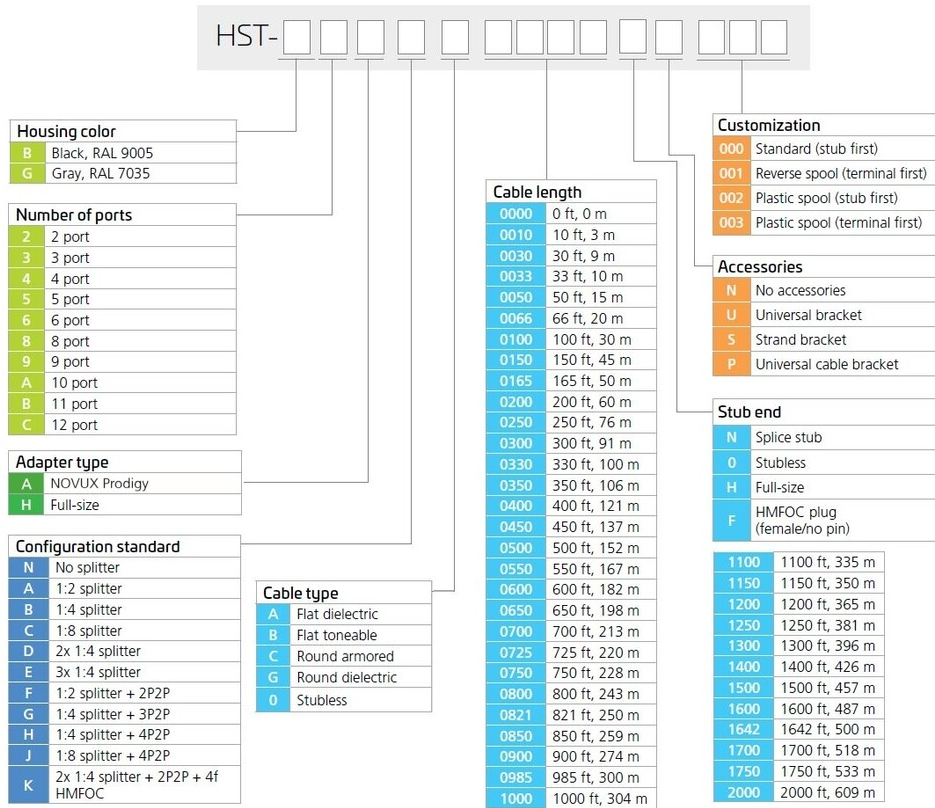 HST-
Housing color
B Black, RAL 9005
G Gray, RAL 7035
Number of ports
2 2 port
3 3 port
4 4 port
5 5 port
6 6 port
8 8 port
9 9 port
A 10 port
B 11 port
C 12 port
Adapter type
A NOVUX Prodigy
H Full-size
Configuration standard
N No splitter
A 1:2 splitter
B 1:4 splitter
C 1:8 splitter
D 2x 1:4 splitter
E 3x 1:4 splitter
F 1:2 splitter + 2P2P
G 1:4 splitter + 3P2P
H 1:4 splitter + 4P2P
J 1:8 splitter + 4P2P
K 2x 1:4 splitter + 2P2P + 4f
HMFOC
Cable type
A Flat dielectric
B Flat toneable
C Round armored
G Round dielectric
0 Stubless
Cable length
0000 0 ft, 0 m
0010 10 ft, 3 m
0030 30 ft, 9 m
0033 33 ft, 10 m
0050 50 ft, 15 m
0066 66 ft, 20 m
0100 100 ft, 30 m
0150 150 ft, 45 m
0165 165 ft, 50 m
0200 200 ft, 60 m
0250 250 ft, 76 m
0300 300 ft, 91 m
0330 330 ft, 100 m
0350 350 ft, 106 m
0400 400 ft, 121 m
0450 450 ft, 137 m
0500 500 ft, 152 m
0550 550 ft, 167 m
0600 600 ft, 182 m
0650 650 ft, 198 m
0700 700 ft, 213 m
0725 725 ft, 220 m
0750 750 ft, 228 m
0800 800 ft, 243 m
0821 821 ft, 250 m
0850 850 ft, 259 m
0900 900 ft, 274 m
0985 985 ft, 300 m
1000 1000 ft, 304 m
1100 1100 ft, 335 m
1150 1150 ft, 350 m
1200 1200 ft, 365 m
1250 1250 ft, 381 m
1300 1300 ft, 396 m
1400 1400 ft, 426 m
1500 1500 ft, 457 m
1600 1600 ft, 487 m
1642 1642 ft, 500 m
1700 1700 ft, 518 m
1750 1750 ft, 533 m
2000 2000 ft, 609 m
Stub end
N Splice stub
0 Stubless
H Full-size
F HMFOC plug
(female/no pin)
Accessories
N No accessories
U Universal bracket
S Strand bracket
P Universal cable bracket
Customization
000 Standard (stub first)
001 Reverse spool (terminal first)
002 Plastic spool (stub first)
003 Plastic spool (terminal first)